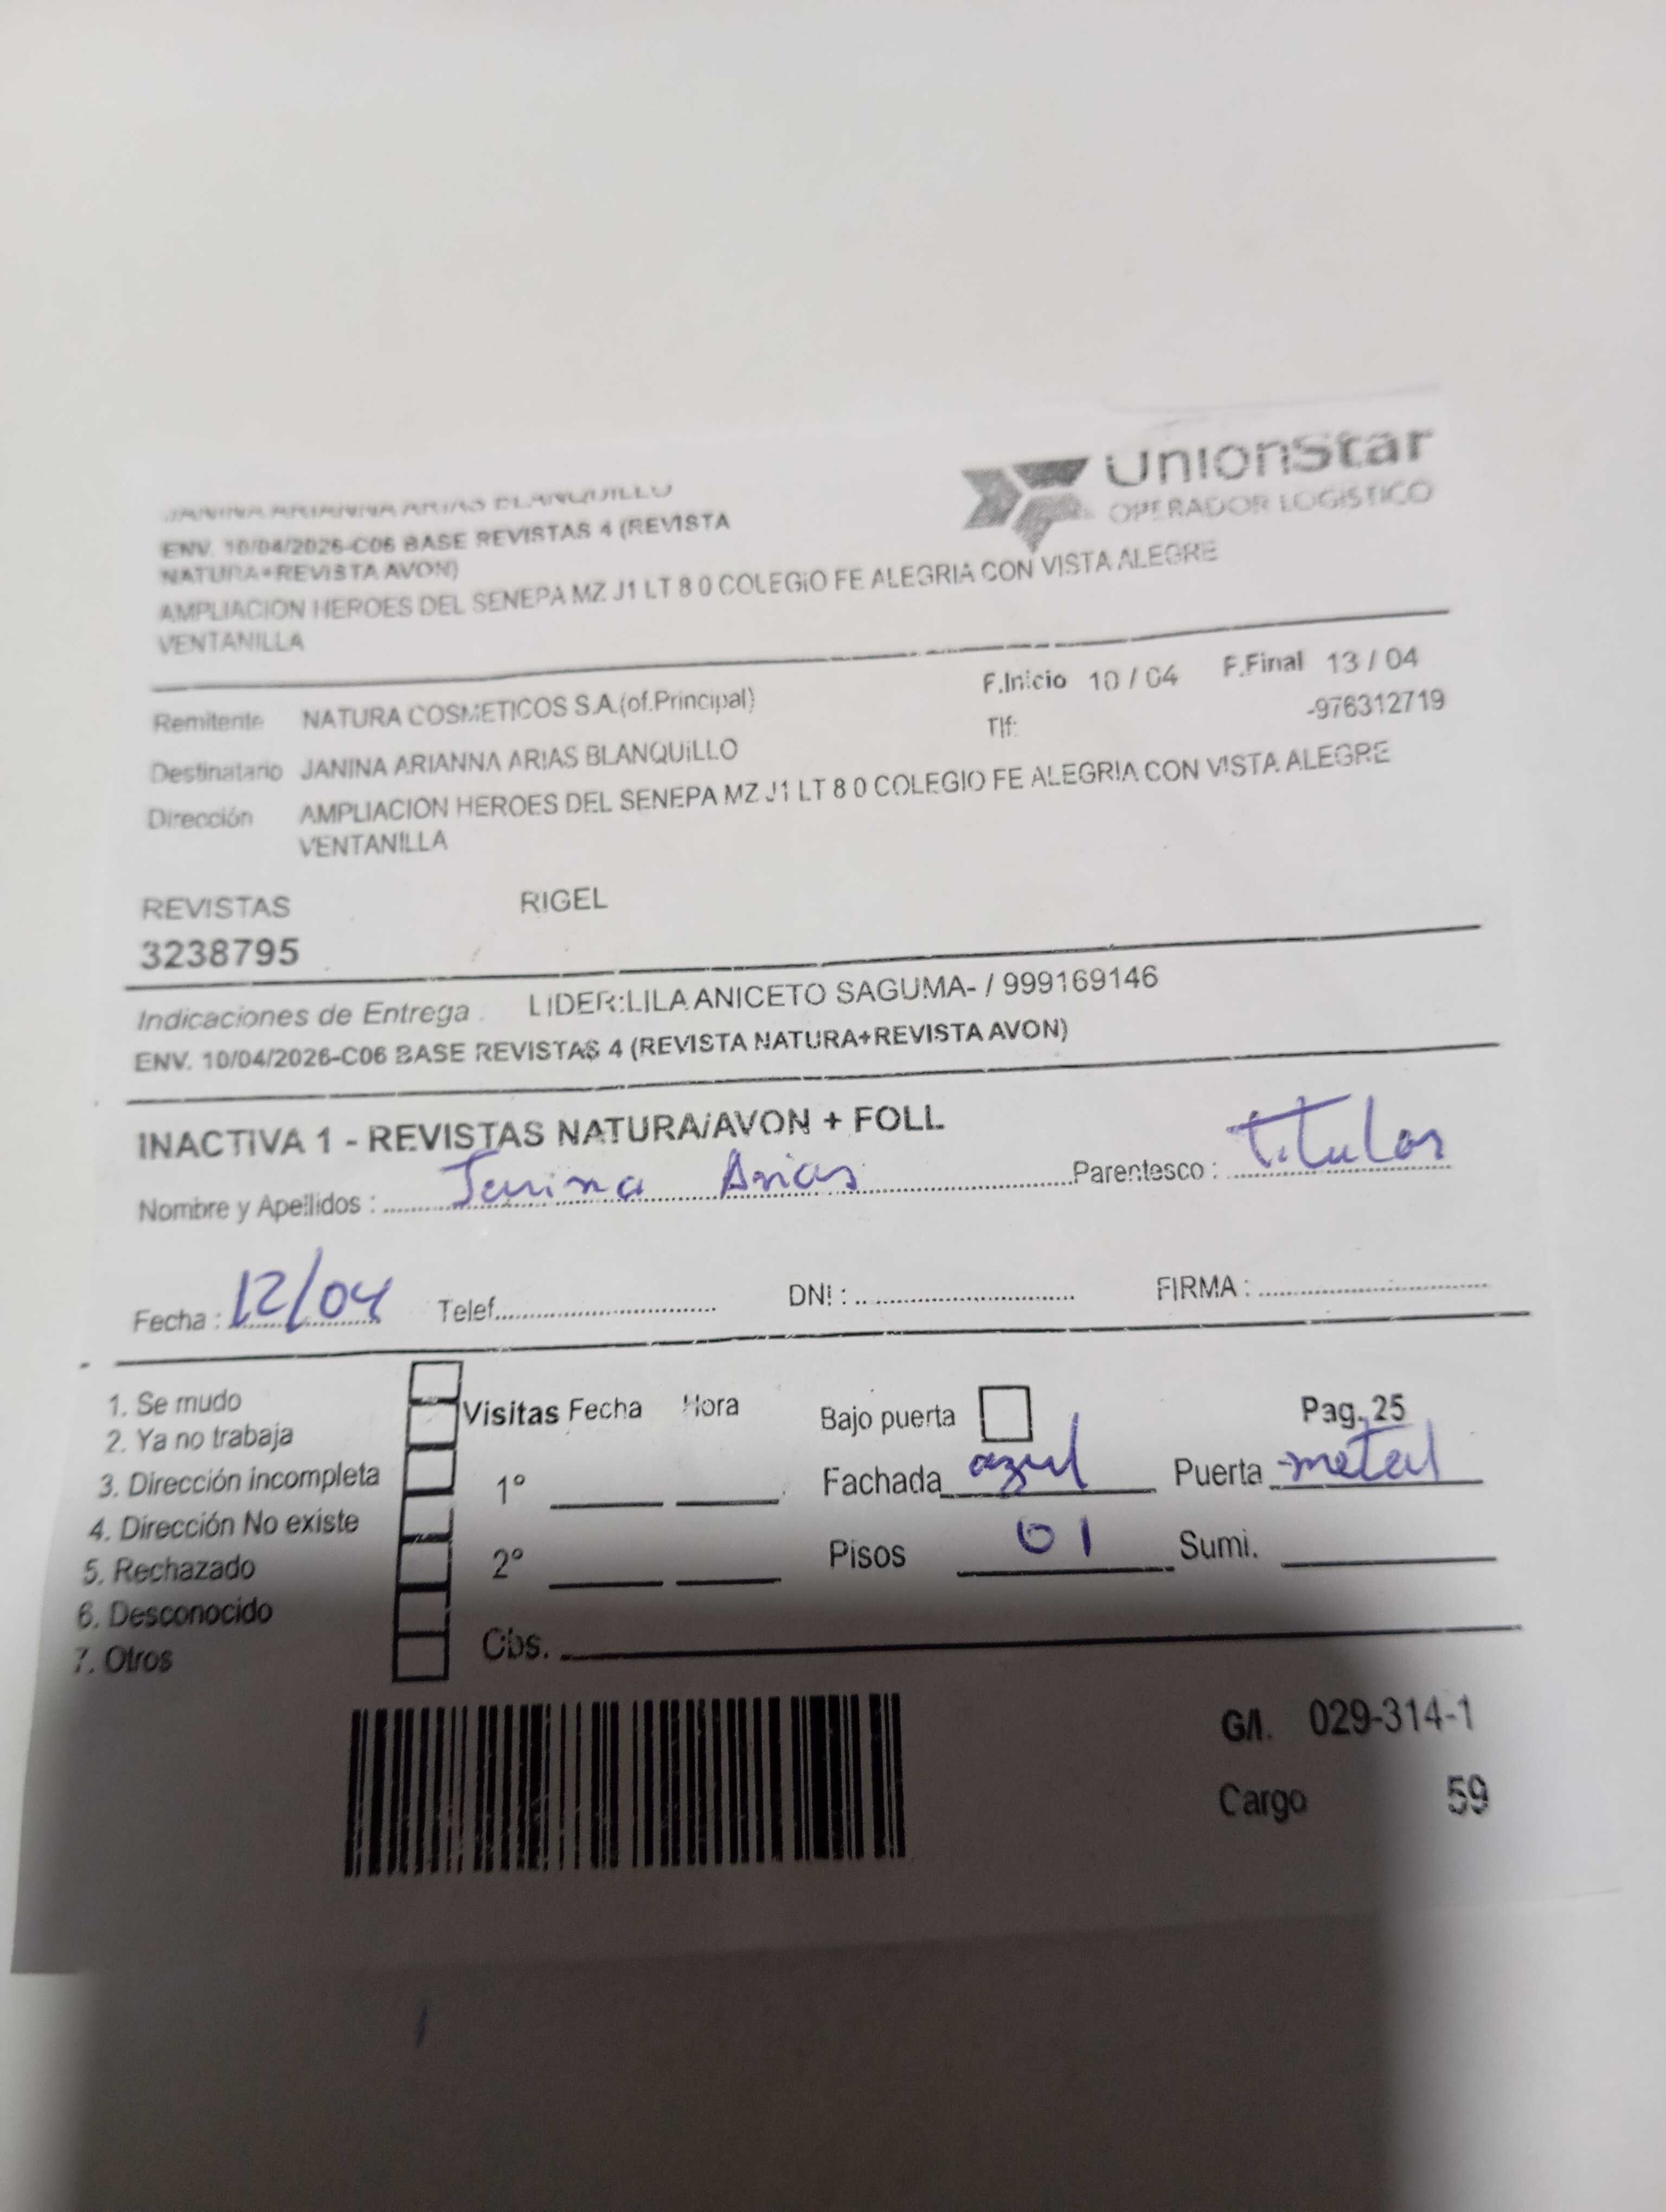 JANINA ARIANNA ARIAS BLANQUILLO
UnionStar
OPERADOR LOGISTICO
ENV. 10/04/2026-C06 BASE REVISTAS 4 (REVISTA
NATURA+REVISTA AVON)
AMPLIACION HEROES DEL SENEPA MZ J1 LT 8 0 COLEGIO FE ALEGRIA CON VISTA ALEGRE
VENTANILLA
Remitente NATURA COSMETICOS S.A.(of.Principal) F.Inicio 10 / 04 F.Final 13 / 04
Tlf: -976312719
Destinatario JANINA ARIANNA ARIAS BLANQUILLO
Dirección AMPLIACION HEROES DEL SENEPA MZ J1 LT 8 0 COLEGIO FE ALEGRIA CON VISTA ALEGRE
VENTANILLA
REVISTAS RIGEL
3238795
Indicaciones de Entrega LIDER:LILA ANICETO SAGUMA- / 999169146
ENV. 10/04/2026-C06 BASE REVISTAS 4 (REVISTA NATURA+REVISTA AVON)
INACTIVA 1 - REVISTAS NATURA/AVON + FOLL
Nombre y Apellidos : Janina Arias Parentesco : titular
Fecha : 12/04 Telef. DNI : FIRMA :
1. Se mudo
2. Ya no trabaja
3. Dirección incompleta
4. Dirección No existe
5. Rechazado
6. Desconocido
7. Otros
Visitas Fecha Hora
1°
2°
Obs.
Bajo puerta Pag. 25
Fachada azul Puerta metal
Pisos 01 Sumi.
G/I. 029-314-1
Cargo 59